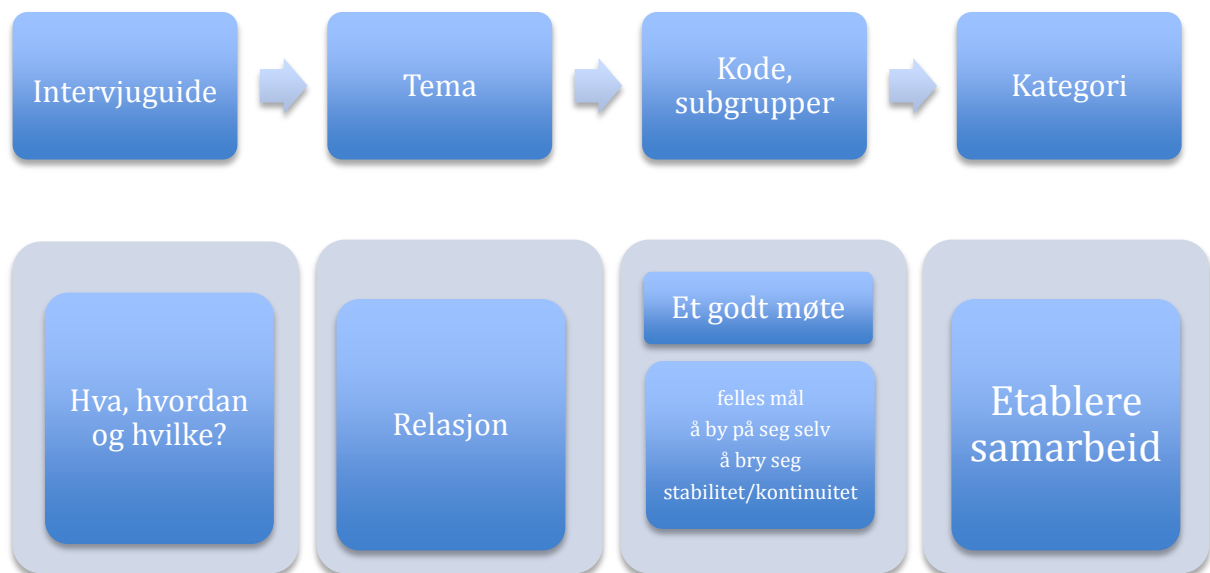 Intervjuguide
Tema
Kode,
subgrupper
Kategori
Hva, hvordan
og hvilke?
Relasjon
Et godt møte
felles mål
å by på seg selv
å bry seg
stabilitet/kontinuitet
Etablere
samarbeid